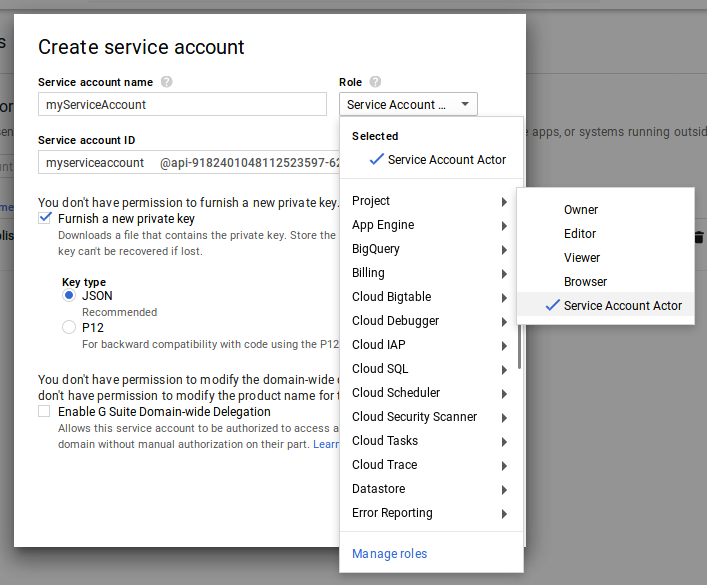 Create service account
Service account name
Role
myServiceAccount
Service Account ...
Service account ID
myserviceaccount @api-9182401048112523597-62
Selected
Service Account Actor
You don't have permission to furnish a new private key.
Furnish a new private key
Downloads a file that contains the private key. Store the
key can't be recovered if lost.
Key type
JSON
Recommended
P12
For backward compatibility with code using the P12
You don't have permission to modify the domain-wide
don't have permission to modify the product name for
Enable G Suite Domain-wide Delegation
Allows this service account to be authorized to access a
domain without manual authorization on their part. Learn
Project
App Engine
BigQuery
Billing
Cloud Bigtable
Cloud Debugger
Cloud IAP
Cloud SQL
Cloud Scheduler
Cloud Security Scanner
Cloud Tasks
Cloud Trace
Datastore
Error Reporting
Manage roles
Owner
Editor
Viewer
Browser
Service Account Actor
apps, or systems running outsid